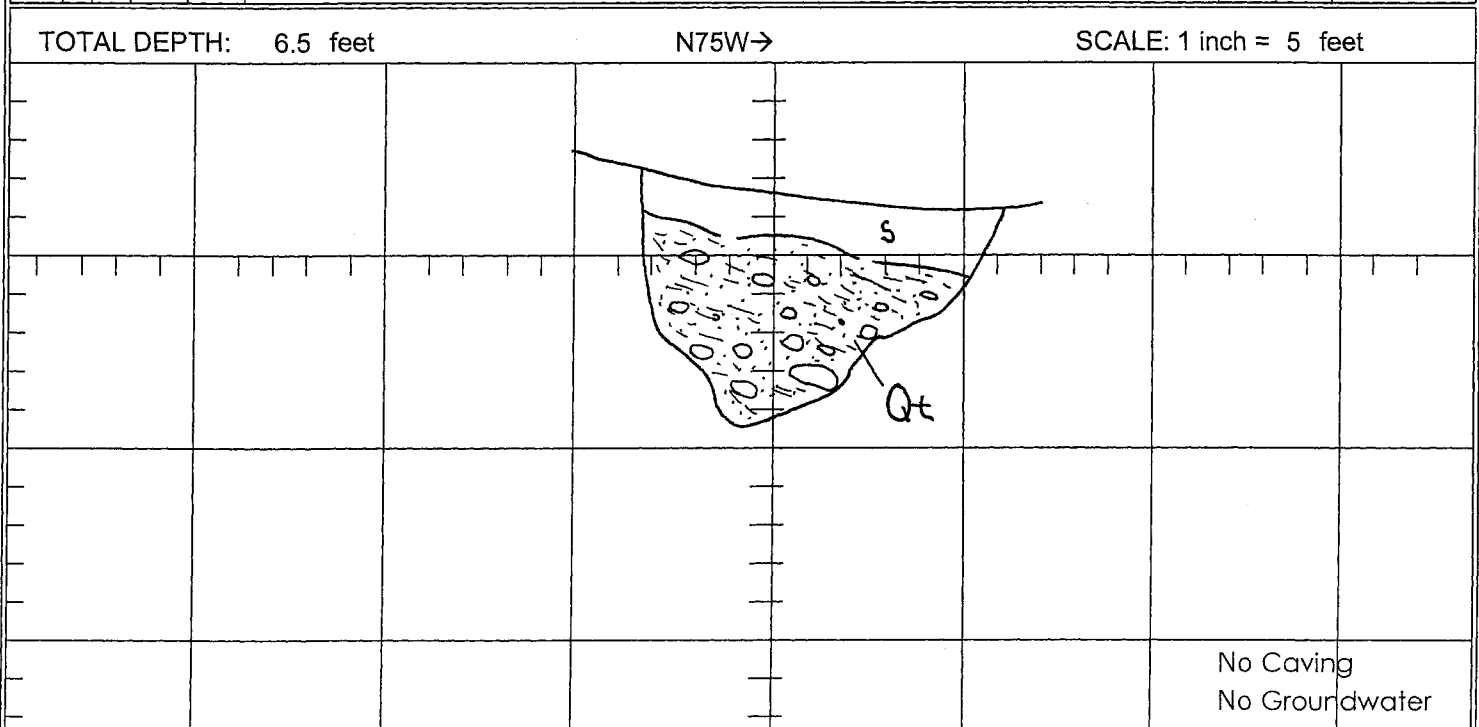 TOTAL DEPTH: 6.5 feet N75W→ SCALE: 1 inch = 5 feet
S
Qt
No Caving
No Groundwater